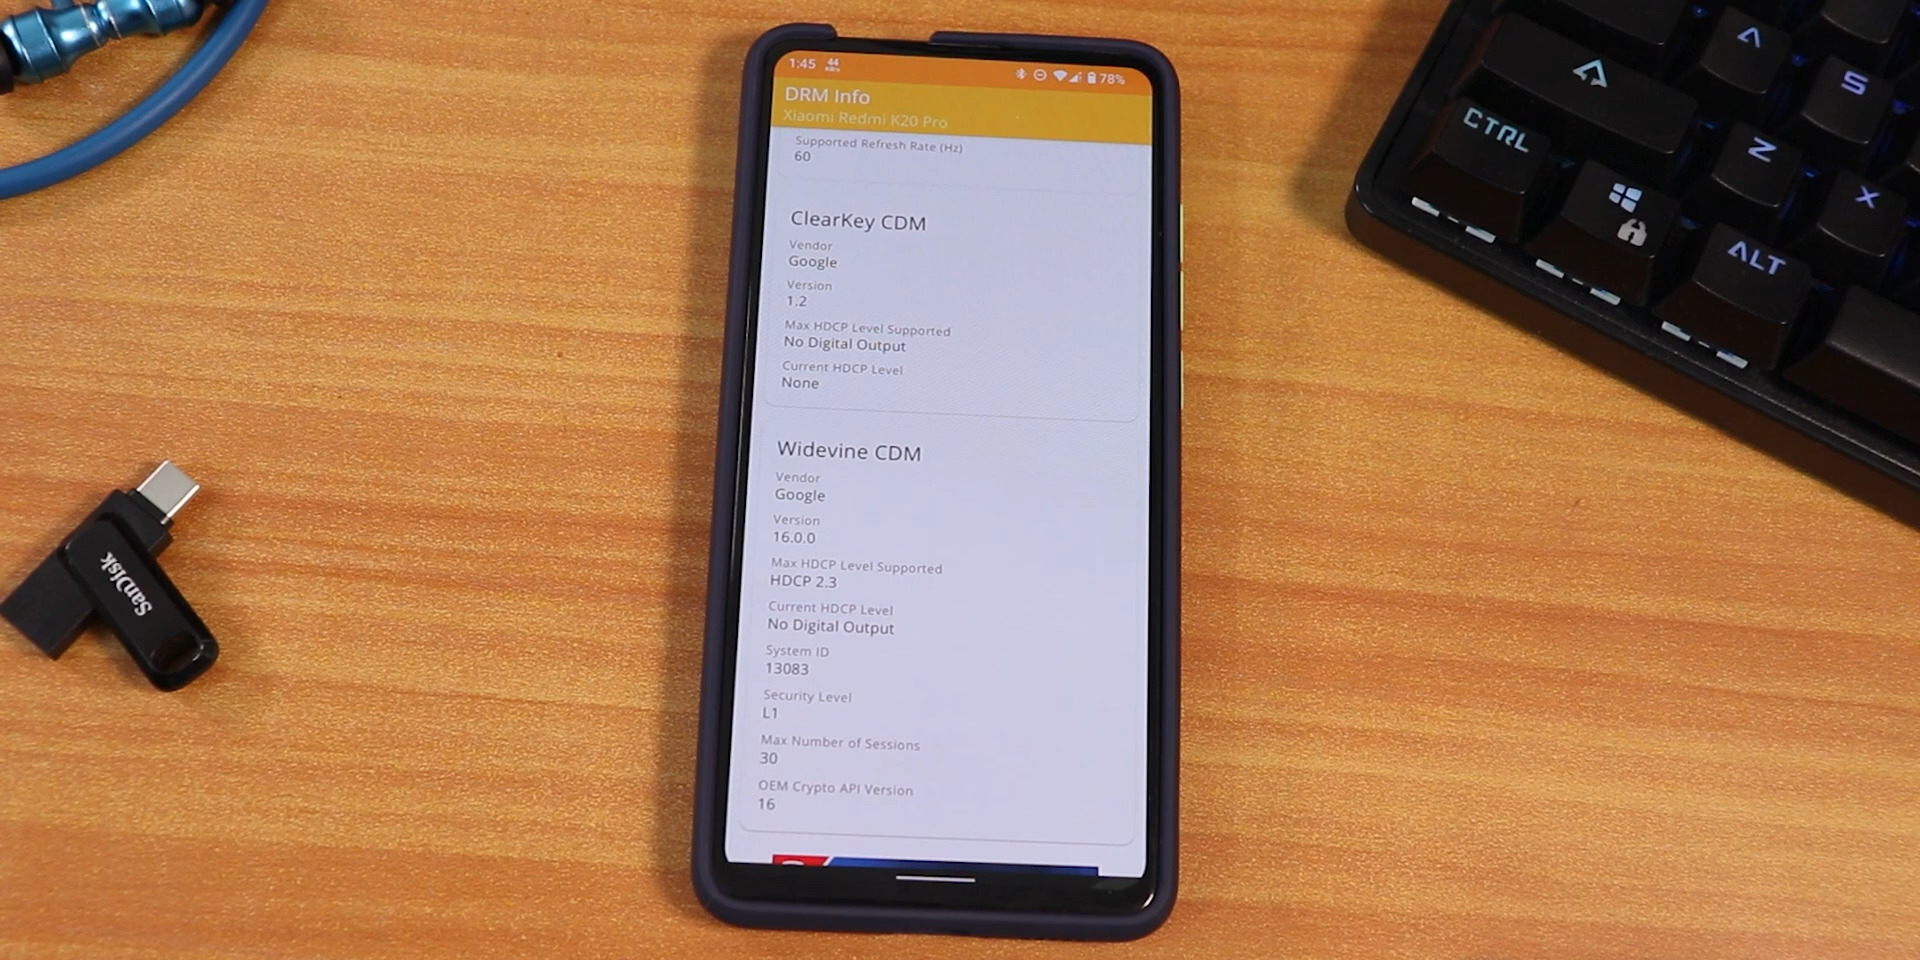 1:45
44
KB/s
78%
DRM Info
Xiaomi Redmi K20 Pro
Supported Refresh Rate (Hz)
60
ClearKey CDM
Vendor
Google
Version
1.2
Max HDCP Level Supported
No Digital Output
Current HDCP Level
None
Widevine CDM
Vendor
Google
Version
16.0.0
Max HDCP Level Supported
HDCP 2.3
Current HDCP Level
No Digital Output
System ID
13083
Security Level
L1
Max Number of Sessions
30
OEM Crypto API Version
16
SanDisk
A
S
CTRL
Z
X
ALT